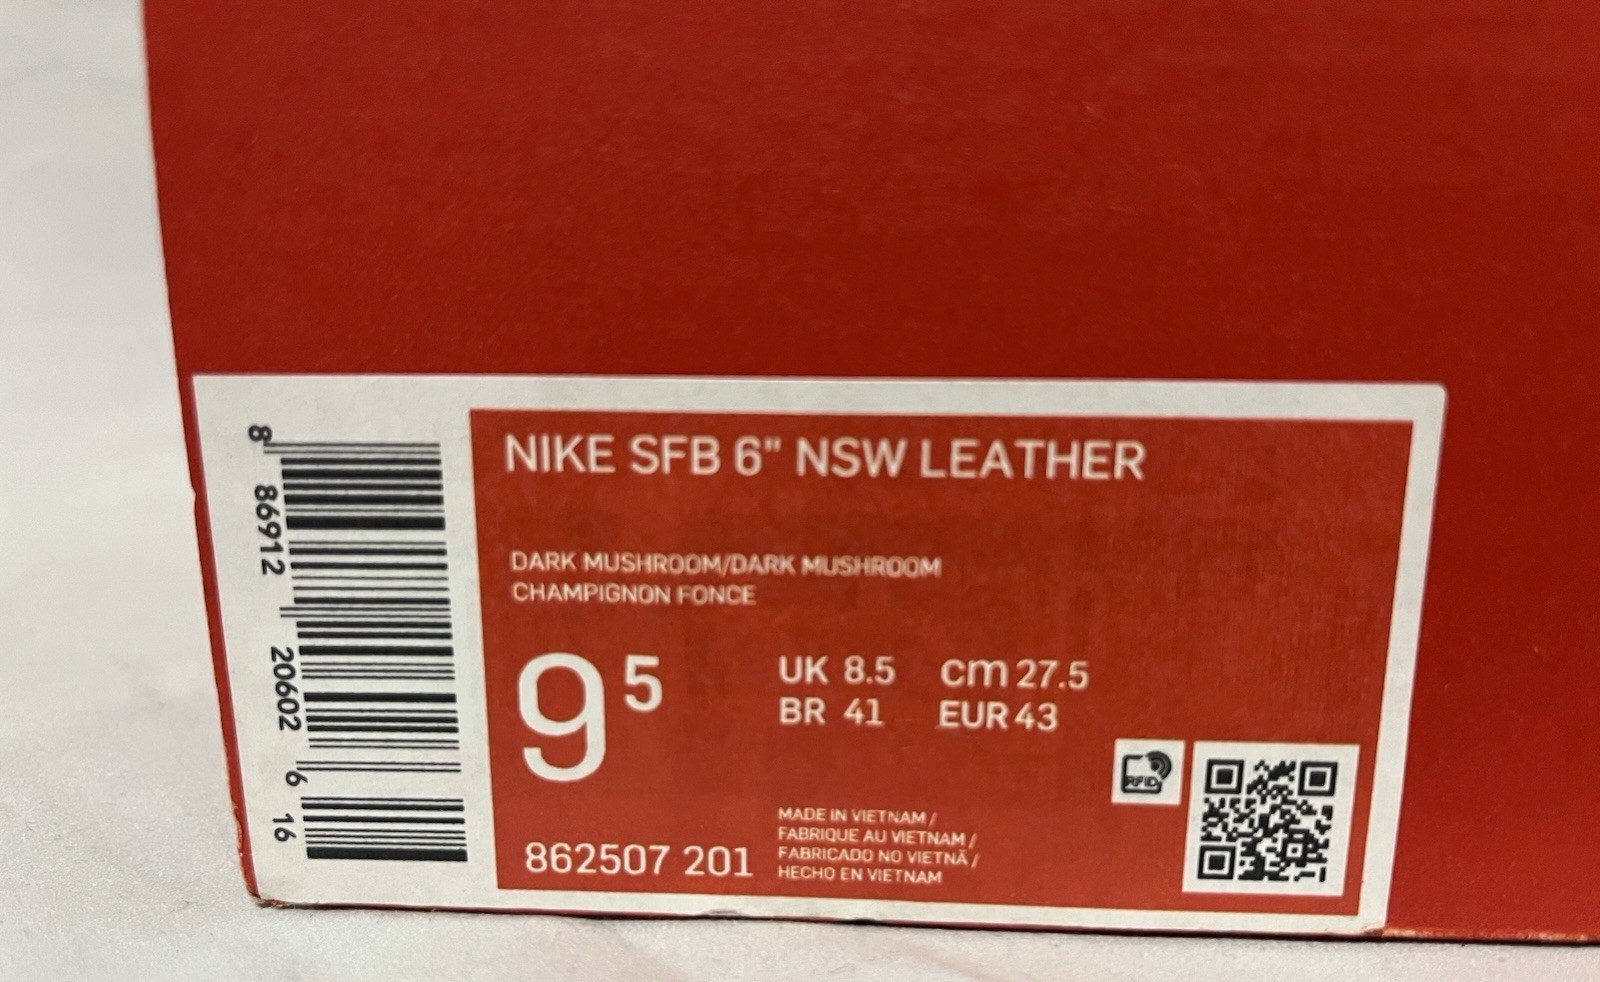 8 86912 20602 6 16
NIKE SFB 6" NSW LEATHER
DARK MUSHROOM/DARK MUSHROOM
CHAMPIGNON FONCE
9 5
UK 8.5 cm 27.5
BR 41 EUR 43
RFID
862507 201
MADE IN VIETNAM /
FABRIQUE AU VIETNAM /
FABRICADO NO VIETNÃ /
HECHO EN VIETNAM